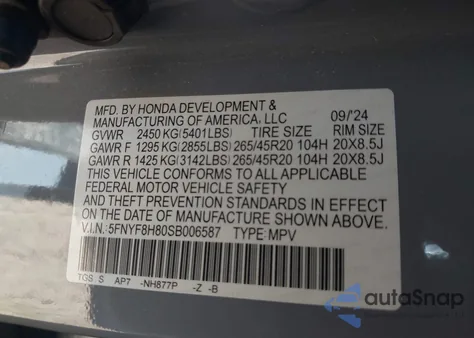 MFD. BY HONDA DEVELOPMENT &
MANUFACTURING OF AMERICA, LLC 09/'24
GVWR 2450 KG(5401LBS) TIRE SIZE RIM SIZE
GAWR F 1295 KG(2855LBS)265/45R20 104H 20X8.5J
GAWR R 1425 KG(3142LBS)265/45R20 104H 20X8.5J
THIS VEHICLE CONFORMS TO ALL APPLICABLE
FEDERAL MOTOR VEHICLE SAFETY
AND THEFT PREVENTION STANDARDS IN EFFECT
ON THE DATE OF MANUFACTURE SHOWN ABOVE.
V.I.N.: 5FNYF8H80SB006587 TYPE: MPV
TGS S AP7 -NH877P -Z -B
autoSnap